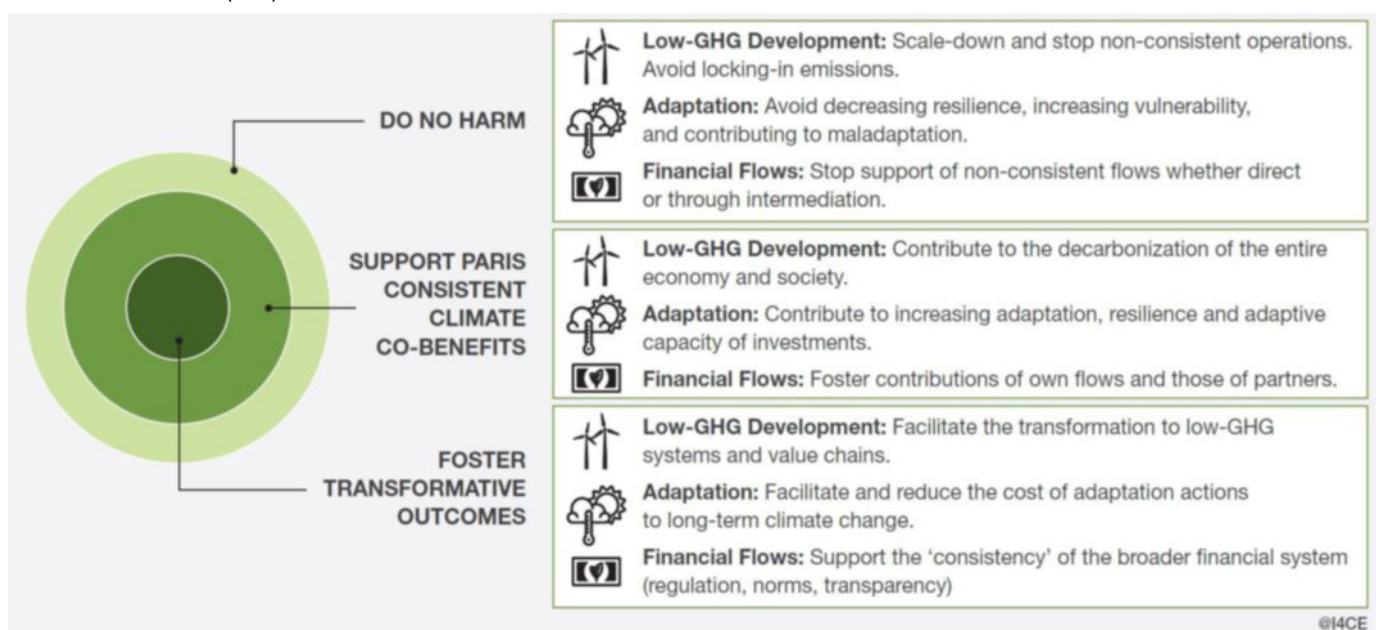 DO NO HARM
Low-GHG Development: Scale-down and stop non-consistent operations.
Avoid locking-in emissions.
Adaptation: Avoid decreasing resilience, increasing vulnerability,
and contributing to maladaptation.
Financial Flows: Stop support of non-consistent flows whether direct
or through intermediation.
SUPPORT PARIS
CONSISTENT
CLIMATE
CO-BENEFITS
Low-GHG Development: Contribute to the decarbonization of the entire
economy and society.
Adaptation: Contribute to increasing adaptation, resilience and adaptive
capacity of investments.
Financial Flows: Foster contributions of own flows and those of partners.
FOSTER
TRANSFORMATIVE
OUTCOMES
Low-GHG Development: Facilitate the transformation to low-GHG
systems and value chains.
Adaptation: Facilitate and reduce the cost of adaptation actions
to long-term climate change.
Financial Flows: Support the ‘consistency’ of the broader financial system
(regulation, norms, transparency)
@I4CE